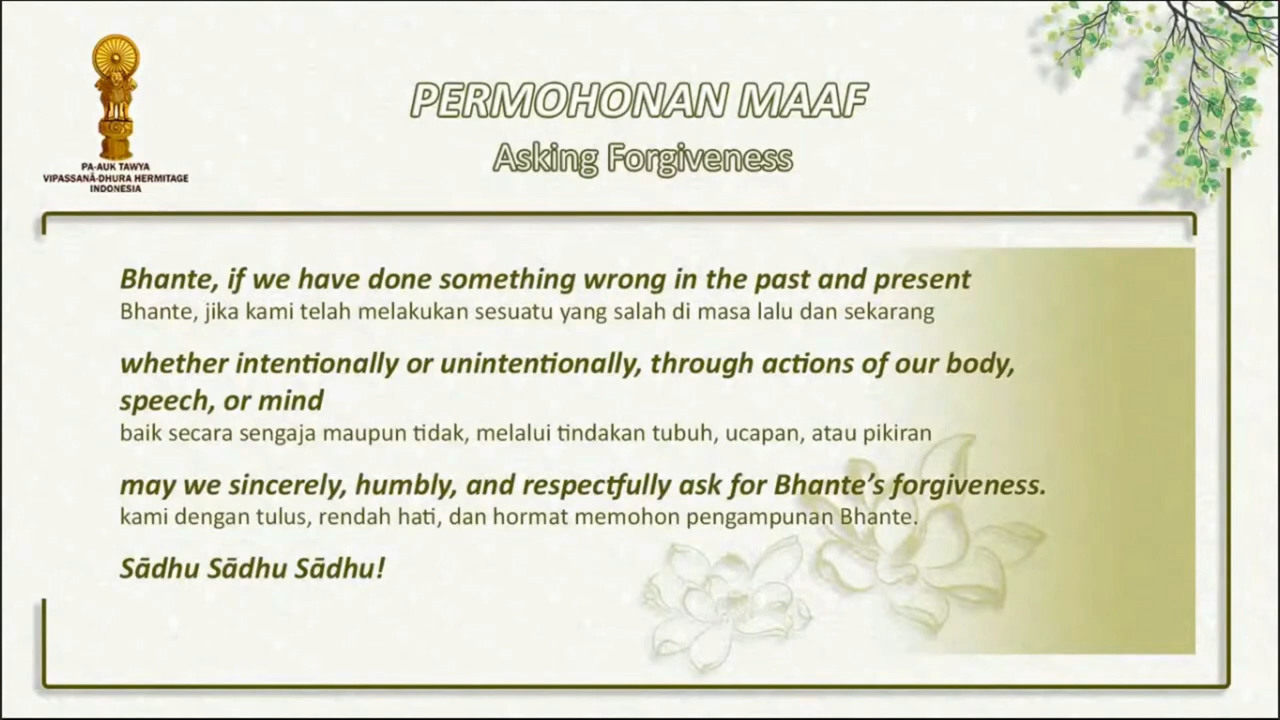 PA-AUK TAWYA
VIPASSANĀ-DHURA HERMITAGE
INDONESIA
PERMOHONAN MAAF
Asking Forgiveness
Bhante, if we have done something wrong in the past and present
Bhante, jika kami telah melakukan sesuatu yang salah di masa lalu dan sekarang
whether intentionally or unintentionally, through actions of our body,
speech, or mind
baik secara sengaja maupun tidak, melalui tindakan tubuh, ucapan, atau pikiran
may we sincerely, humbly, and respectfully ask for Bhante’s forgiveness.
kami dengan tulus, rendah hati, dan hormat memohon pengampunan Bhante.
Sādhu Sādhu Sādhu!